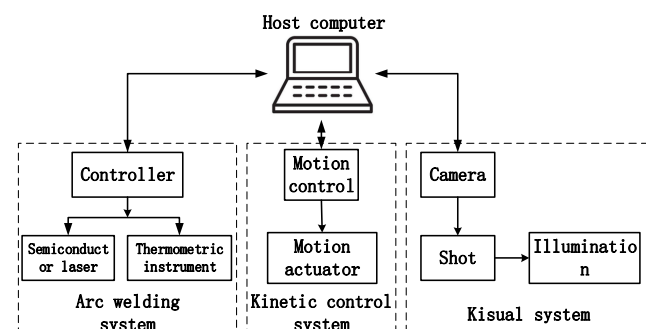 Host computer
Controller
Motion
control
Camera
Semiconduct
or laser
Thermometric
instrument
Motion
actuator
Shot
Illuminatio
n
Arc welding
system
Kinetic control
system
Kisual system